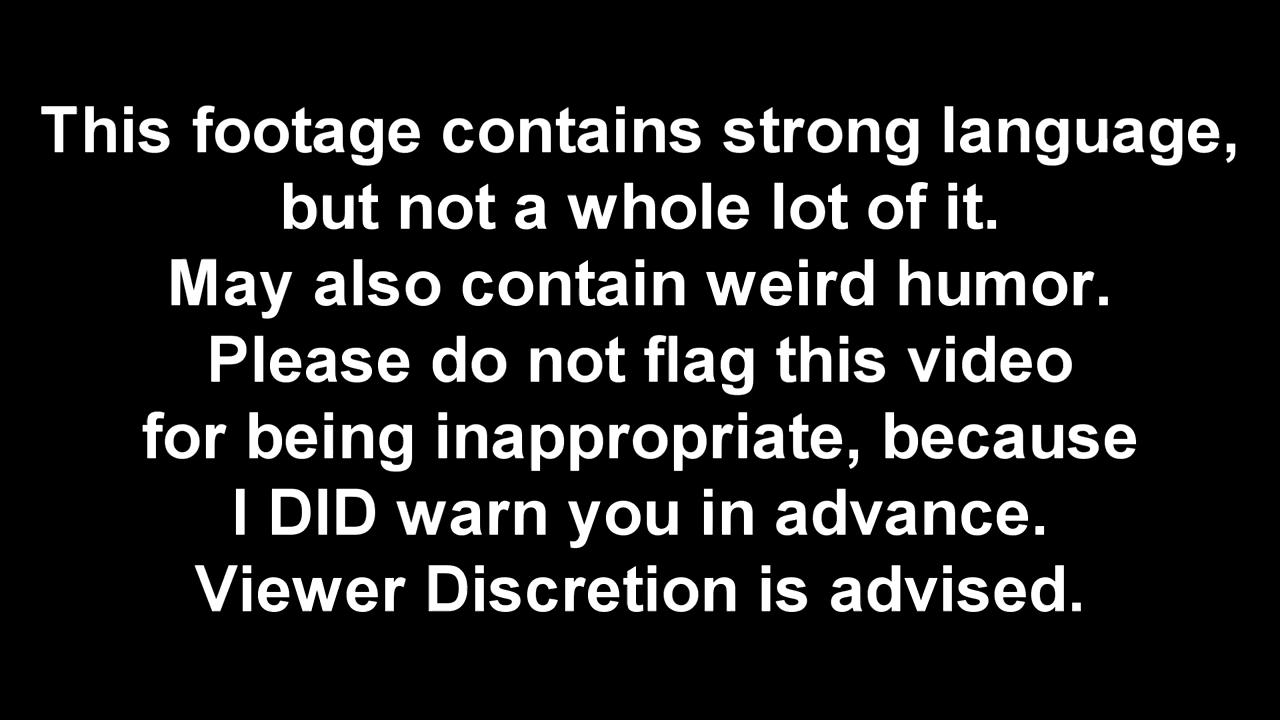 This footage contains strong language,
but not a whole lot of it.
May also contain weird humor.
Please do not flag this video
for being inappropriate, because
I DID warn you in advance.
Viewer Discretion is advised.